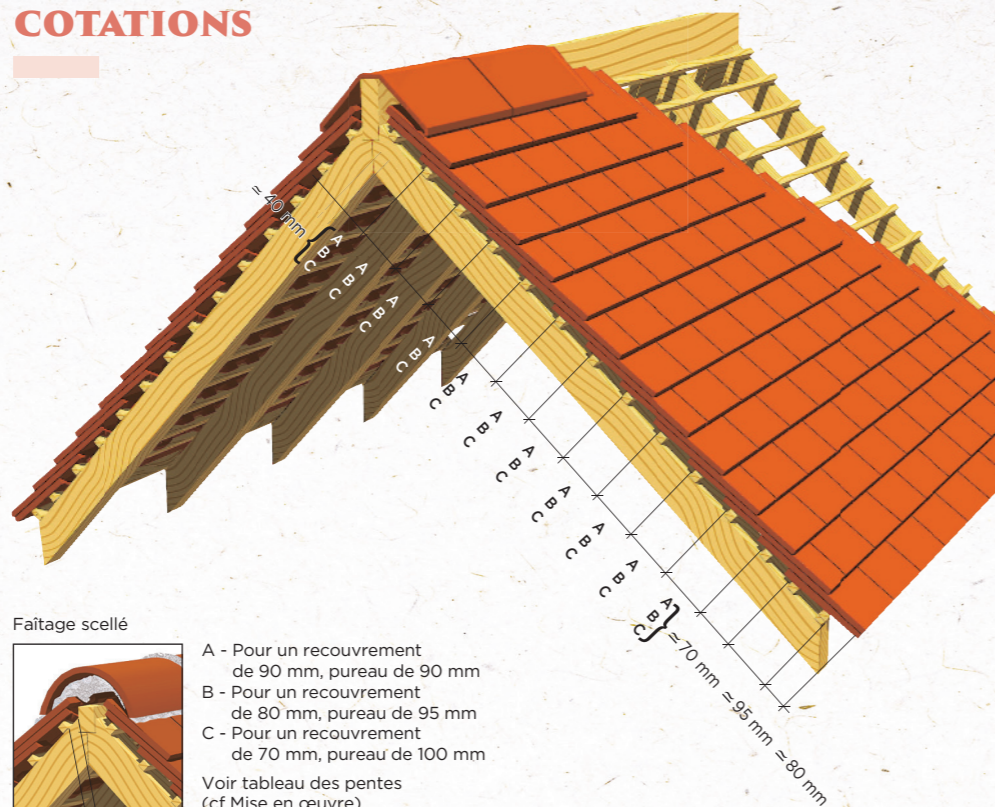 COTATIONS
≃ 40 mm
A
B
C
A
B
C
A
B
C
A
B
C
A
B
C
A
B
C
A
B
C
A
B
C
A
B
C
A
B
C
A
B
C
≃70 mm ≃95 mm ≃80 mm
Faîtage scellé
A - Pour un recouvrement
de 90 mm, pureau de 90 mm
B - Pour un recouvrement
de 80 mm, pureau de 95 mm
C - Pour un recouvrement
de 70 mm, pureau de 100 mm
Voir tableau des pentes
(cf Mise en œuvre)